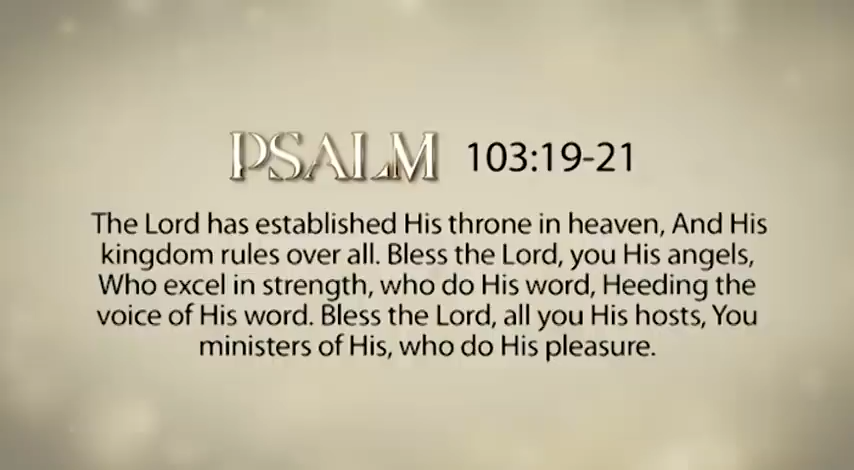 PSALM 103:19-21
The Lord has established His throne in heaven, And His
kingdom rules over all. Bless the Lord, you His angels,
Who excel in strength, who do His word, Heeding the
voice of His word. Bless the Lord, all you His hosts, You
ministers of His, who do His pleasure.